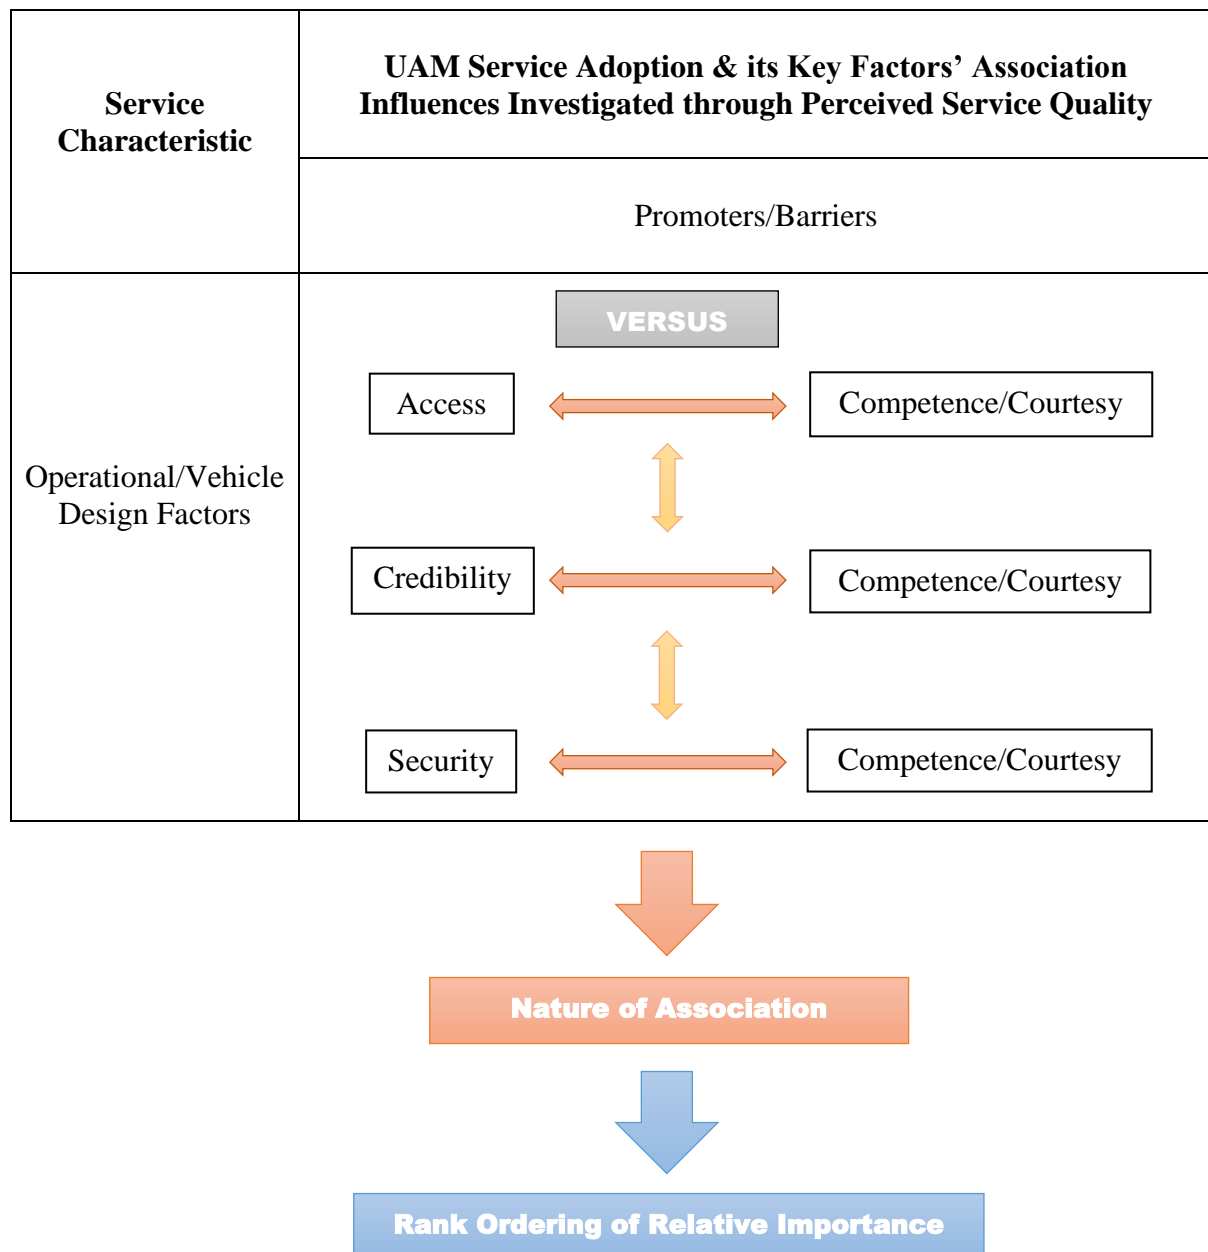 Service
Characteristic
UAM Service Adoption & its Key Factors’ Association
Influences Investigated through Perceived Service Quality
Promoters/Barriers
Operational/Vehicle
Design Factors
VERSUS
Access
Competence/Courtesy
Credibility
Competence/Courtesy
Security
Competence/Courtesy
Nature of Association
Rank Ordering of Relative Importance